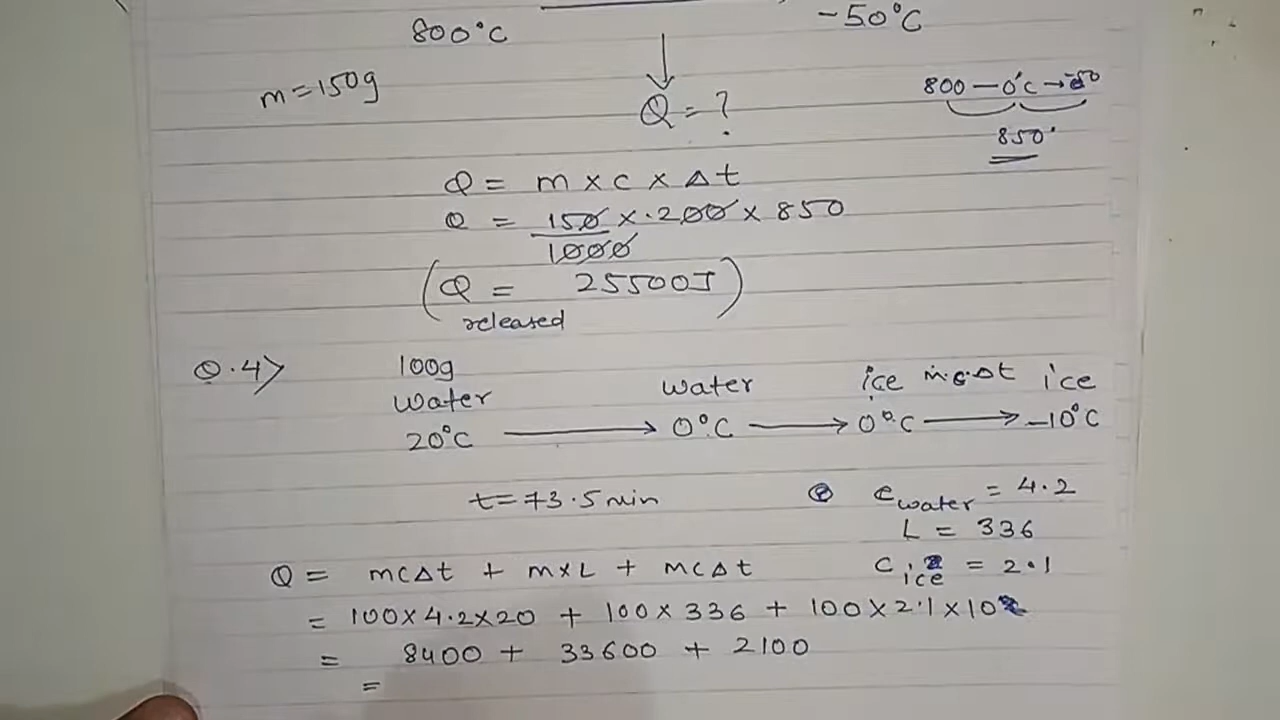 800°C -50°C
m=150g
Q = ?
800 — 0°C → -50
850°
Q = m × c × Δt
Q = 150/1000 × .200 × 850
(Q = 25500J)
released
Q.4>
100g
water water ice m.c.Δt ice
20°C → 0°C → 0°C → -10°C
t = 73.5 min
c water = 4.2
L = 336
c ice = 2.1
Q = mcΔt + m×L + mcΔt
= 100×4.2×20 + 100×336 + 100×2.1×10
= 8400 + 33600 + 2100
=